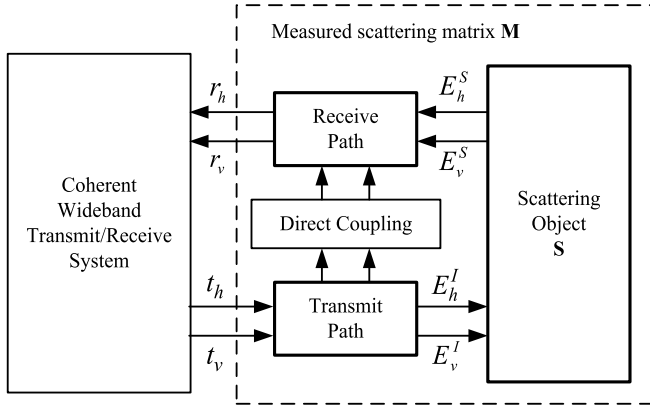 Measured scattering matrix M
Coherent
Wideband
Transmit/Receive
System
r_h
r_v
t_h
t_v
Receive
Path
Direct Coupling
Transmit
Path
E_h^S
E_v^S
E_h^I
E_v^I
Scattering
Object
S